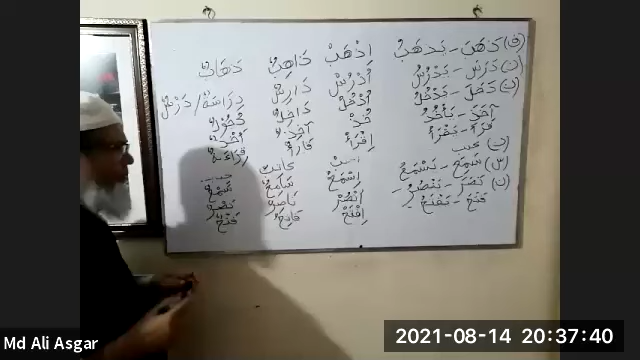 (ف) ذَهَبَ – يَذْهَبُ اِذْهَبْ ذَاهِبٌ ذَهَابٌ
(ن) دَرَسَ – يَدْرُسُ اُدْرُسْ دَارِسٌ دِرَاسَةٌ / دَرْسٌ
(ن) دَخَلَ – يَدْخُلُ اُدْخُلْ دَاخِلٌ دُخُوْلٌ
أَخَذَ – يَأْخُذُ خُذْ آخِذٌ أَخْذٌ
قَرَأَ – يَقْرَأُ اِقْرَأْ قَارِئٌ قِرَاءَةٌ
(ن)
(س) سَمِعَ – يَسْمَعُ اِسْمَعْ سَامِعٌ سَمْعٌ
(ن) نَصَرَ – يَنْصُرُ اُنْصُرْ نَاصِرٌ نَصْرٌ
فَتَحَ – يَفْتَحُ اِفْتَحْ فَاتِحٌ فَتْحٌ
Md Ali Asgar
2021-08-14 20:37:40